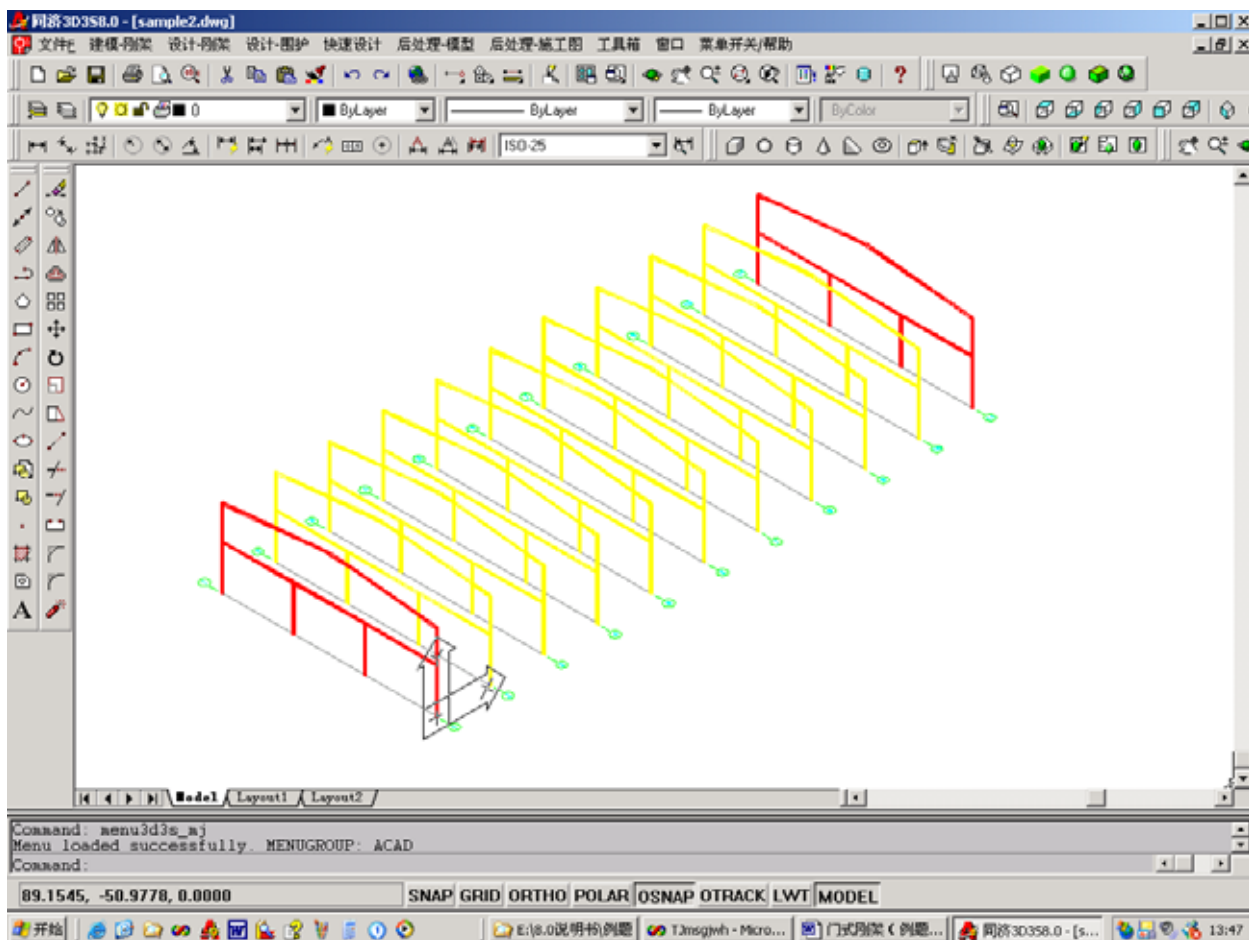 同济3D3S8.0 - [sample2.dwg]
文件E 建模-刚架 设计-刚架 设计-围护 快速设计 后处理-模型 后处理-施工图 工具箱 窗口 菜单开关/帮助
0 ByLayer ByLayer ByLayer ByColor
ISO-25
A
Model Layout1 Layout2
Command: menu3d3s_mj
Menu loaded successfully. MENUGROUP: ACAD
Command:
89.1545, -50.9778, 0.0000 SNAP GRID ORTHO POLAR OSNAP OTRACK LWT MODEL
开始 E:\8.0说明书\例题 TJmsgjwh - Micro... 门式刚架(例题... 同济3D3S8.0 - [s... 13:47